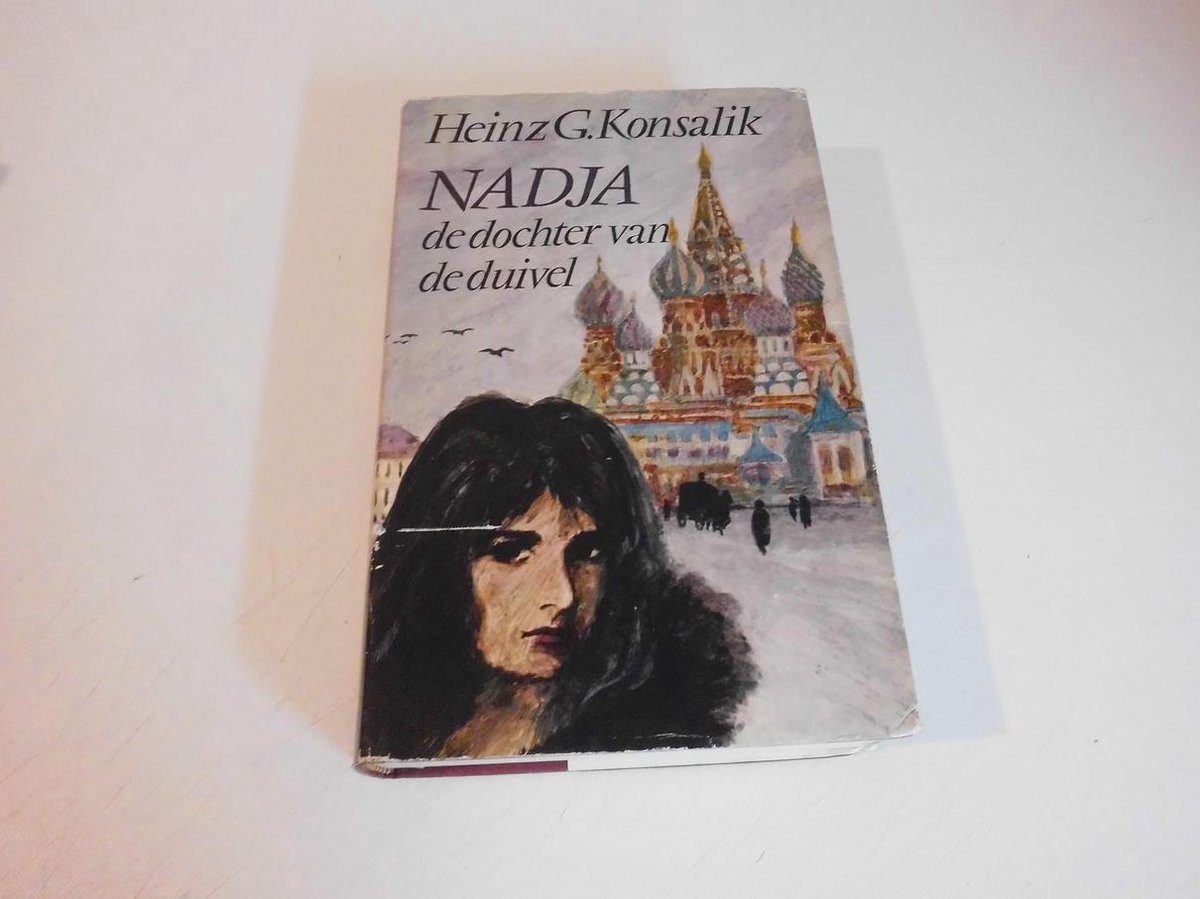 Heinz G. Konsalik
NADJA
de dochter van
de duivel